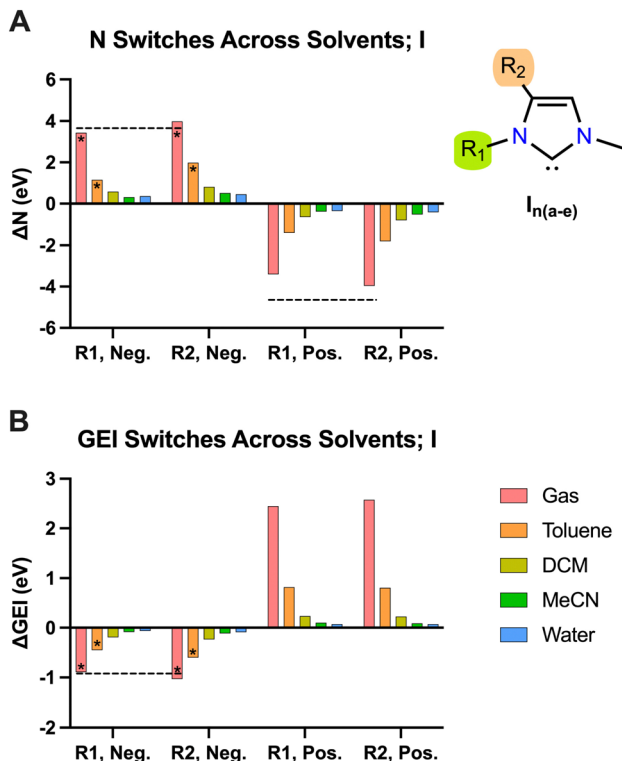 A
N Switches Across Solvents; I
6
4
2
0
-2
-4
-6
ΔN (eV)
* * * *
R1, Neg. R2, Neg. R1, Pos. R2, Pos.
R2
R1 N N
..
In(a-e)
B
GEI Switches Across Solvents; I
3
2
1
0
-1
-2
ΔGEI (eV)
* * * *
R1, Neg. R2, Neg. R1, Pos. R2, Pos.
Gas
Toluene
DCM
MeCN
Water